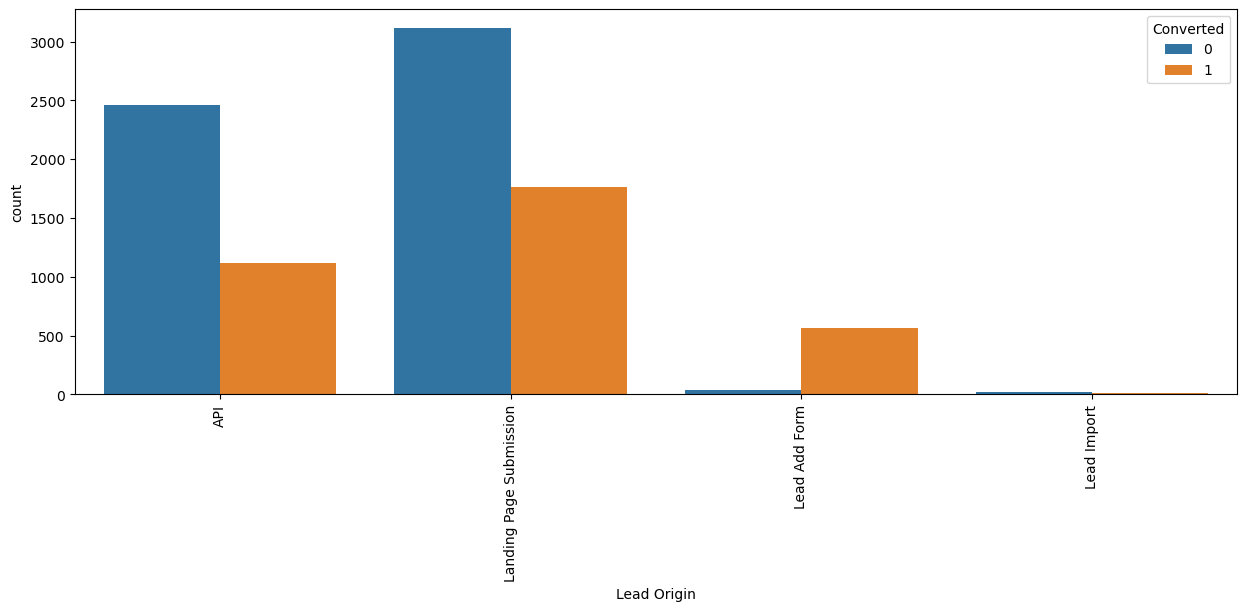 Converted
0
1
3000
2500
2000
1500
1000
500
0
count
API
Landing Page Submission
Lead Add Form
Lead Import
Lead Origin